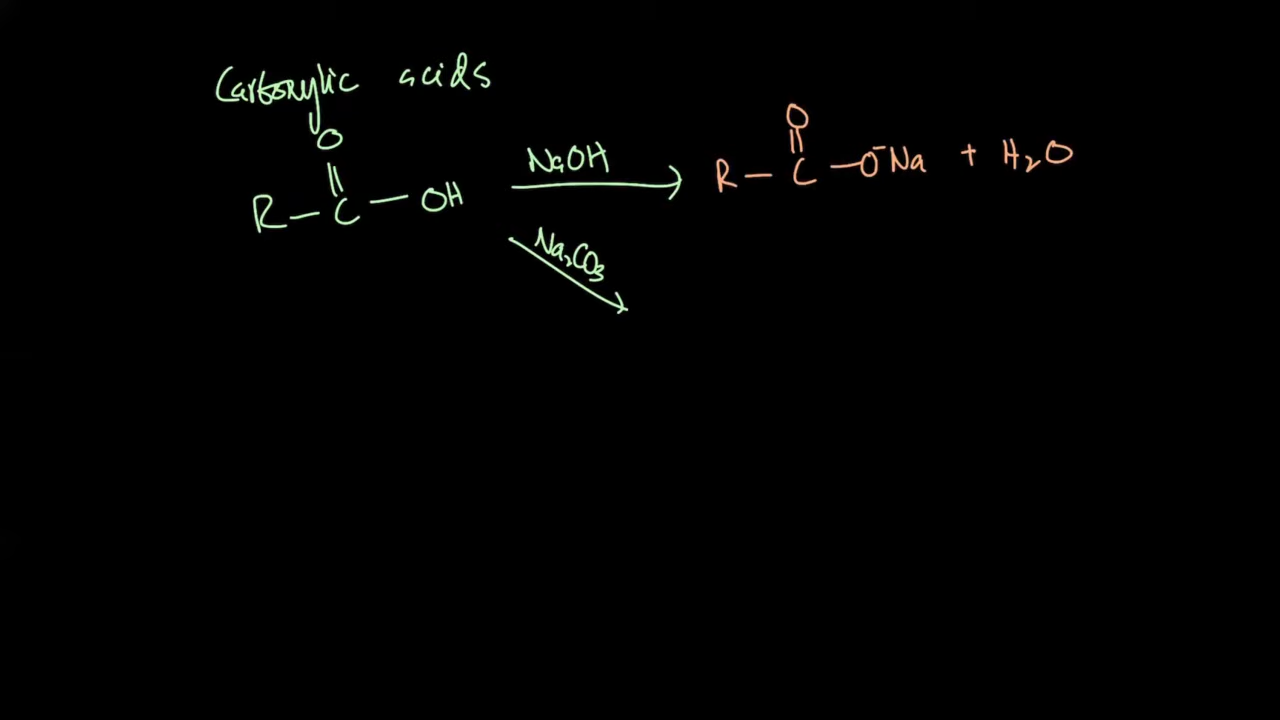 Carboxylic acids
O
||
R — C — OH
NaOH
O
||
R — C — O⁻Na + H₂O
Na₂CO₃